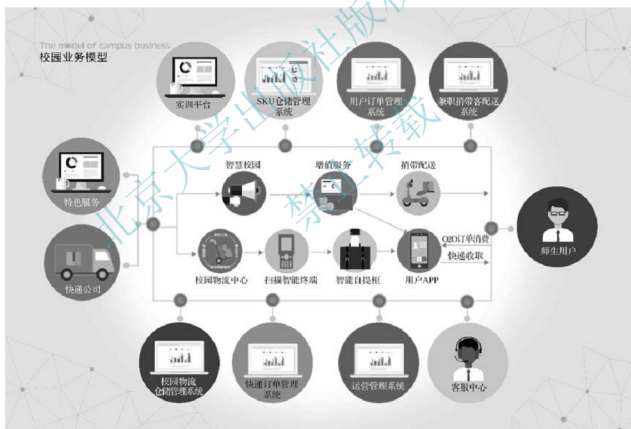 The model of campus business
校园业务模型
实训平台
SKU仓储管理
系统
用户订单管理
系统
兼职捎带客配送
系统
智慧校园
增值服务
捎带配送
特色服务
快递公司
校园物流中心
扫描智能终端
智能自提柜
用户APP
O2O订单消费
快递收取
师生用户
校园物流
仓储管理系统
快递订单管理
系统
运营管理系统
客服中心
北京大学出版社版权
禁止转载